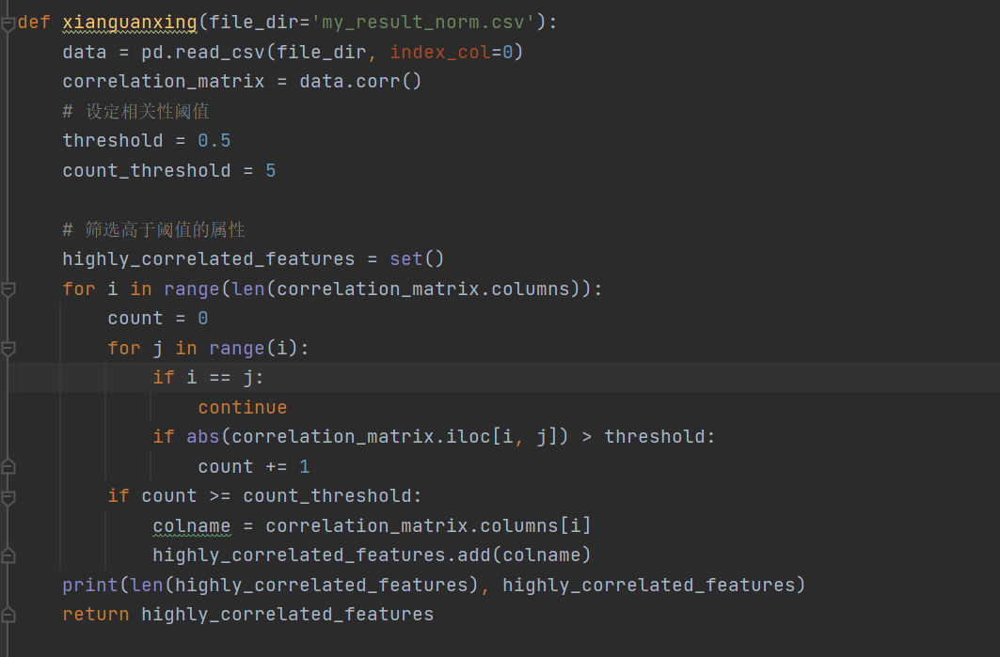 def xianguanxing(file_dir='my_result_norm.csv'):
    data = pd.read_csv(file_dir, index_col=0)
    correlation_matrix = data.corr()
    # 设定相关性阈值
    threshold = 0.5
    count_threshold = 5

    # 筛选高于阈值的属性
    highly_correlated_features = set()
    for i in range(len(correlation_matrix.columns)):
        count = 0
        for j in range(i):
            if i == j:
                continue
            if abs(correlation_matrix.iloc[i, j]) > threshold:
                count += 1
        if count >= count_threshold:
            colname = correlation_matrix.columns[i]
            highly_correlated_features.add(colname)
    print(len(highly_correlated_features), highly_correlated_features)
    return highly_correlated_features